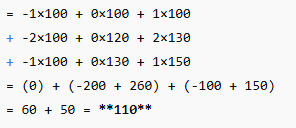 = -1×100 + 0×100 + 1×100
+ -2×100 + 0×120 + 2×130
+ -1×100 + 0×130 + 1×150
= (0) + (-200 + 260) + (-100 + 150)
= 60 + 50 = **110**